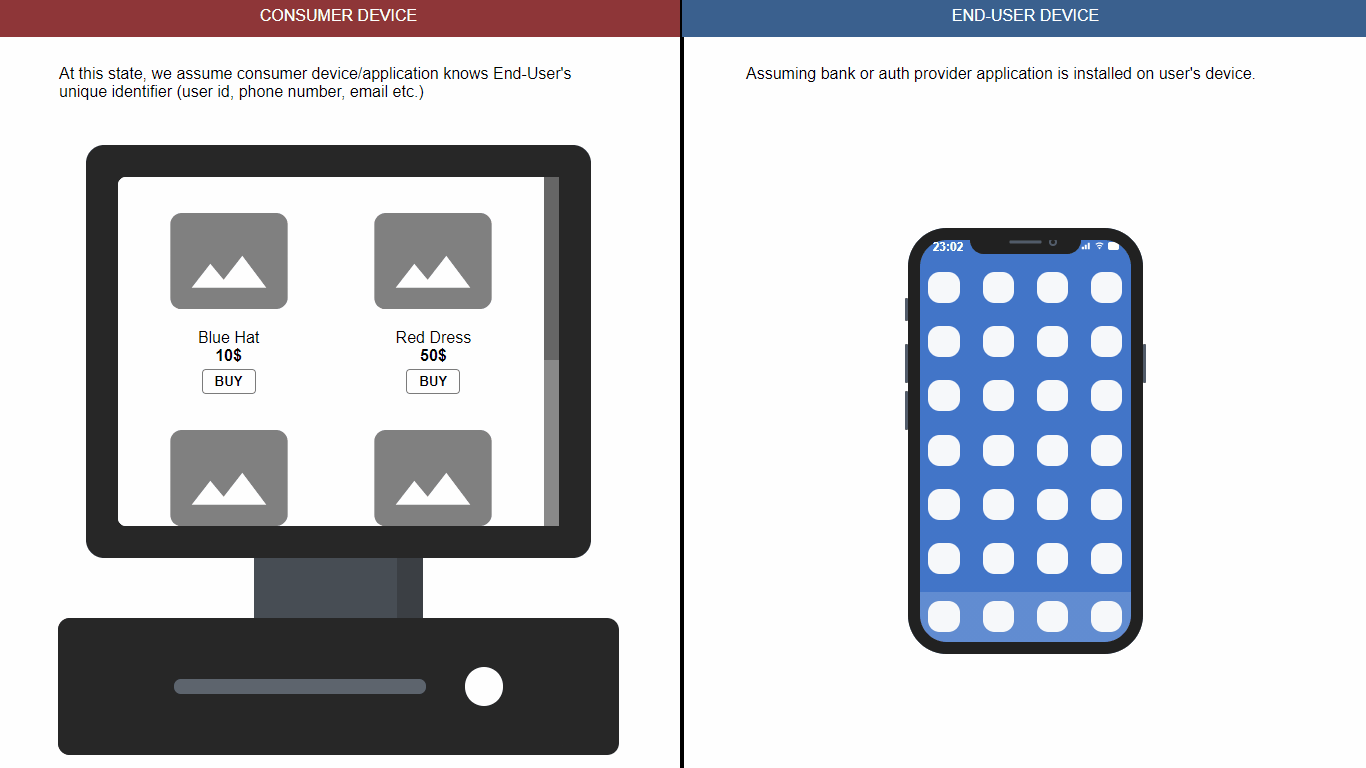 CONSUMER DEVICE
At this state, we assume consumer device/application knows End-User's
unique identifier (user id, phone number, email etc.)
Blue Hat
10$
BUY
Red Dress
50$
BUY
END-USER DEVICE
Assuming bank or auth provider application is installed on user's device.
23:02